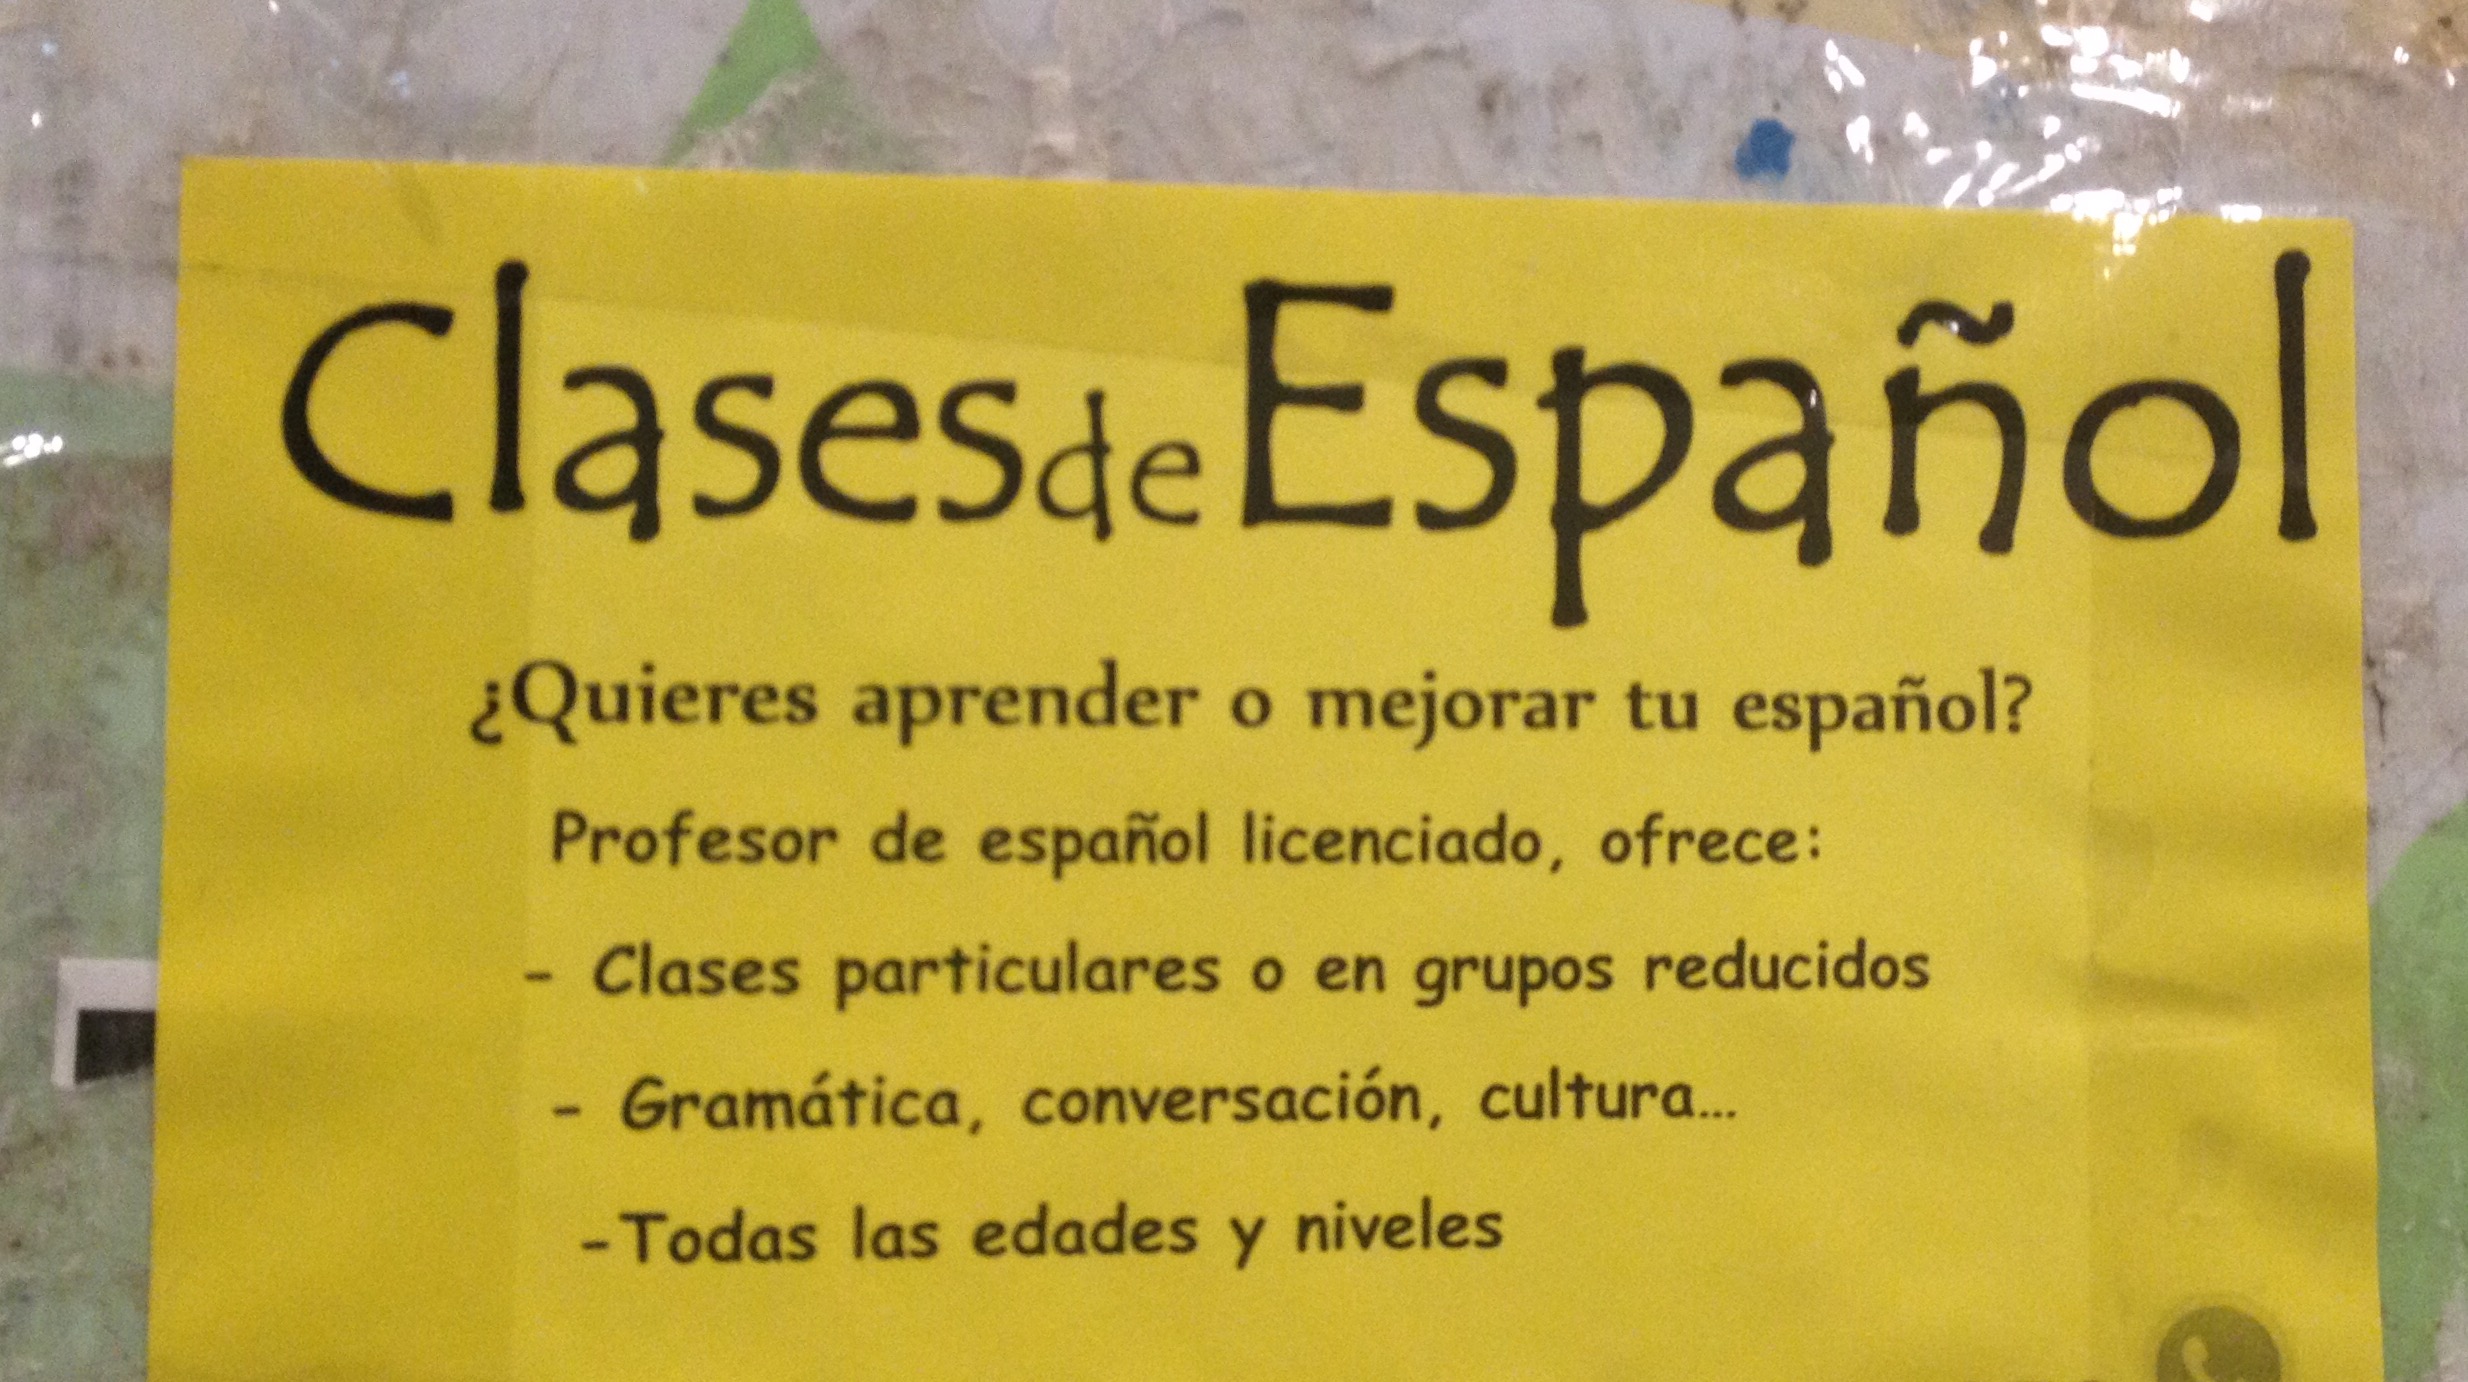 Clases de Español
¿Quieres aprender o mejorar tu español?
Profesor de español licenciado, ofrece:
- Clases particulares o en grupos reducidos
- Gramática, conversación, cultura...
-Todas las edades y niveles